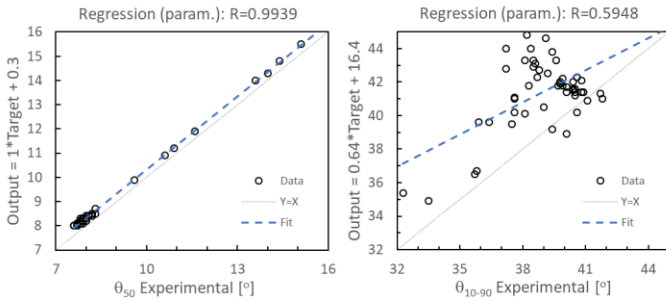 Regression (param.): R=0.9939
Output = 1*Target + 0.3
16
15
14
13
12
11
10
9
8
7
7 10 13 16
Data
Y=X
Fit
θ50 Experimental [°]
Regression (param.): R=0.5948
Output = 0.64*Target + 16.4
44
42
40
38
36
34
32
32 35 38 41 44
Data
Y=X
Fit
θ10-90 Experimental [°]